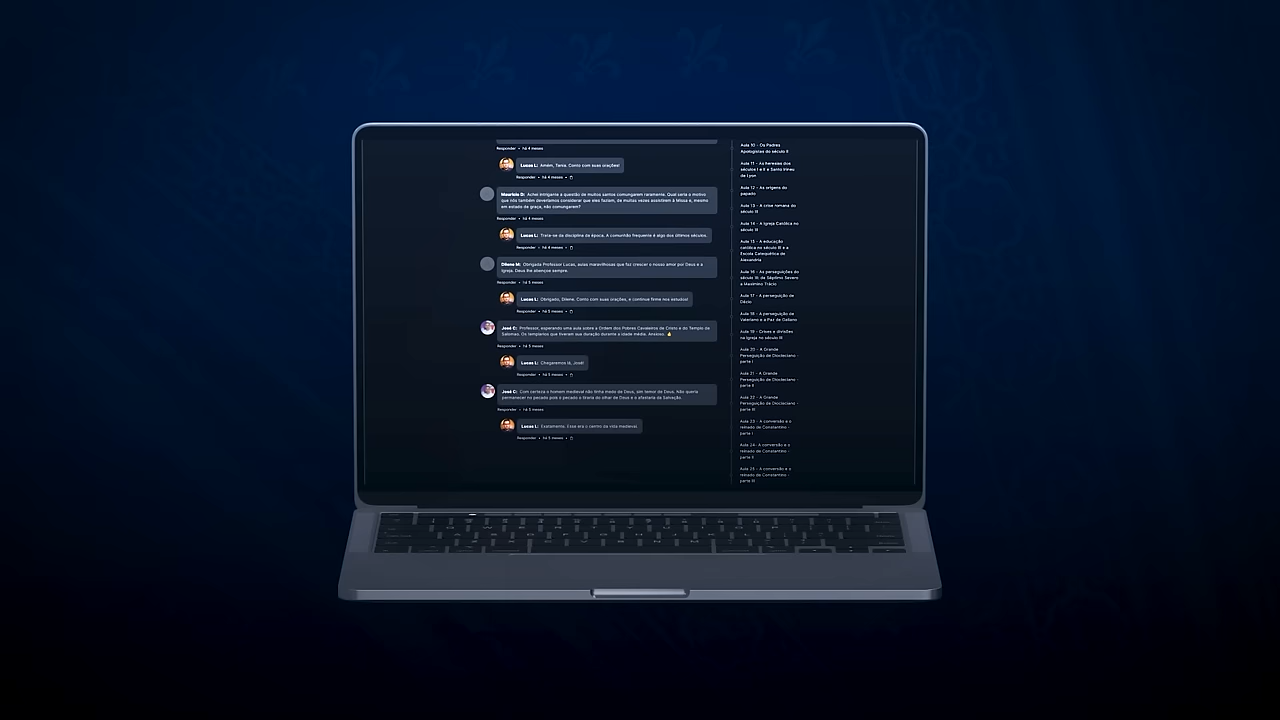 Responder • há 4 meses
Lucas L: Amém, Tania. Conto com suas orações!
Responder • há 4 meses •
Maurício D: Achei intrigante a questão de muitos santos comungarem raramente. Qual seria o motivo
que nós também deveríamos considerar que eles faziam, de muitas vezes assistirem à Missa e, mesmo
em estado de graça, não comungarem?
Responder • há 4 meses
Lucas L: Trata-se da disciplina da época. A comunhão frequente é algo dos últimos séculos.
Responder • há 4 meses •
Dilene M: Obrigada Professor Lucas, aulas maravilhosas que faz crescer o nosso amor por Deus e a
Igreja. Deus lhe abençoe sempre.
Responder • há 5 meses
Lucas L: Obrigado, Dilene. Conto com suas orações, e continue firme nos estudos!
Responder • há 5 meses •
José C: Professor, esperando uma aula sobre a Ordem dos Pobres Cavaleiros de Cristo e do Templo de
Salomão. Os templarios que tiveram sua duração durante a idade média. Ansioso. 🔥
Responder • há 5 meses
Lucas L: Chegaremos lá, José!
Responder • há 5 meses •
José C: Com certeza o homem medieval não tinha medo de Deus, sim temor de Deus. Não queria
permanecer no pecado pois o pecado o tiraria do olhar de Deus e o afastaria da Salvação.
Responder • há 5 meses
Lucas L: Exatamente. Essa era o centro da vida medieval.
Responder • há 5 meses •
Aula 10 - Os Padres
Apologistas do século II
Aula 11 - As heresias dos
séculos I e II e Santo Irineu
de Lyon
Aula 12 - As origens do
papado
Aula 13 - A crise romana do
século III
Aula 14 - A Igreja Católica no
século III
Aula 15 - A educação
católica no século III e a
Escola Catequética de
Alexandria
Aula 16 - As perseguições do
século III: de Séptimo Severo
a Maximino Trácio
Aula 17 - A perseguição de
Décio
Aula 18 - A perseguição de
Valeriano e a Paz de Galiano
Aula 19 - Crises e divisões
na Igreja no século III
Aula 20 - A Grande
Perseguição de Diocleciano -
parte I
Aula 21 - A Grande
Perseguição de Diocleciano -
parte II
Aula 22 - A Grande
Perseguição de Diocleciano -
parte III
Aula 23 - A conversão e o
reinado de Constantino -
parte I
Aula 24- A conversão e o
reinado de Constantino -
parte II
Aula 25 - A conversão e o
reinado de Constantino -
parte III